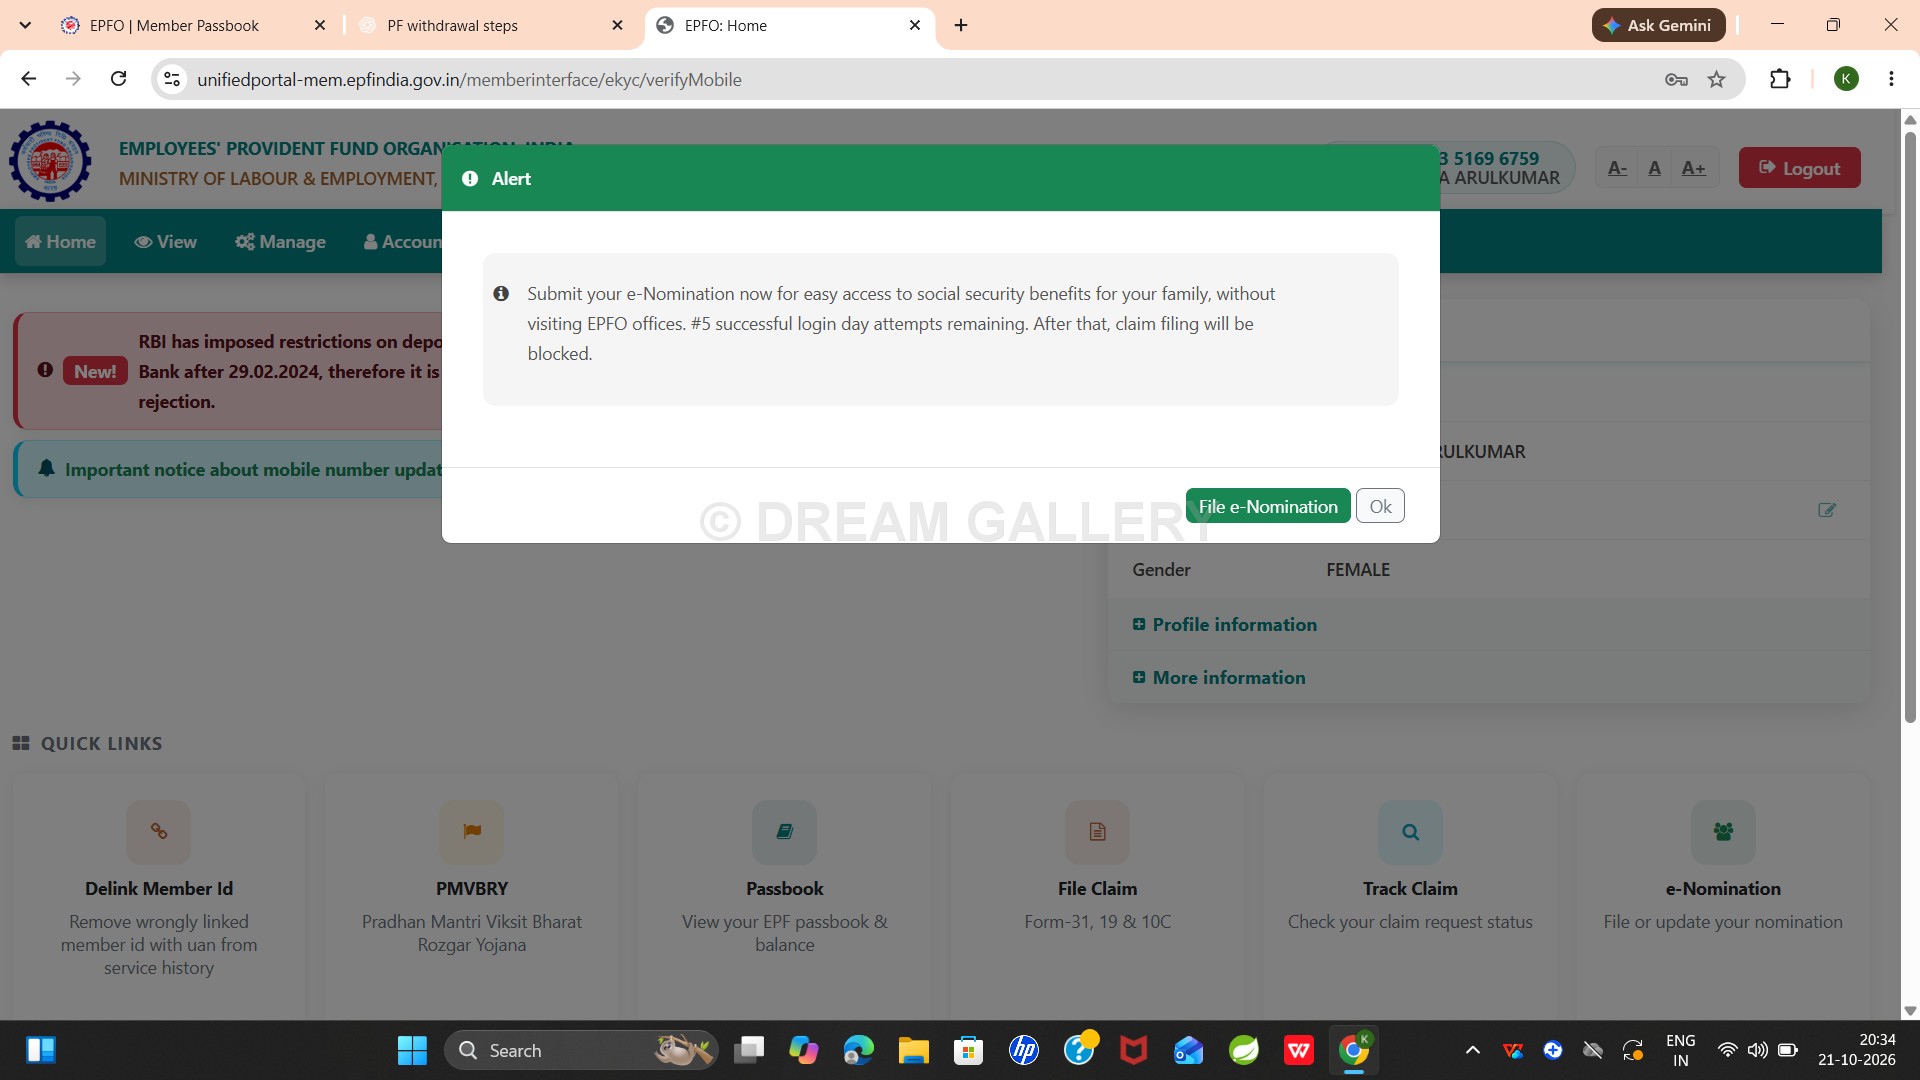 EPFO | Member Passbook
PF withdrawal steps
EPFO: Home
Ask Gemini
unifiedportal-mem.epfindia.gov.in/memberinterface/ekyc/verifyMobile
K
EMPLOYEES' PROVIDENT FUND ORGANISATION, INDIA
MINISTRY OF LABOUR & EMPLOYMENT,
3 5169 6759
A ARULKUMAR
A-
A
A+
Logout
Home
View
Manage
Accoun
Alert
Submit your e-Nomination now for easy access to social security benefits for your family, without
visiting EPFO offices. #5 successful login day attempts remaining. After that, claim filing will be
blocked.
File e-Nomination
Ok
© DREAM GALLERY
RBI has imposed restrictions on depo
New!
Bank after 29.02.2024, therefore it is
rejection.
Important notice about mobile number updat
RULKUMAR
Gender
FEMALE
Profile information
More information
QUICK LINKS
Delink Member Id
Remove wrongly linked
member id with uan from
service history
PMVBRY
Pradhan Mantri Viksit Bharat
Rozgar Yojana
Passbook
View your EPF passbook &
balance
File Claim
Form-31, 19 & 10C
Track Claim
Check your claim request status
e-Nomination
File or update your nomination
Search
hp
K
ENG
IN
20:34
21-10-2026